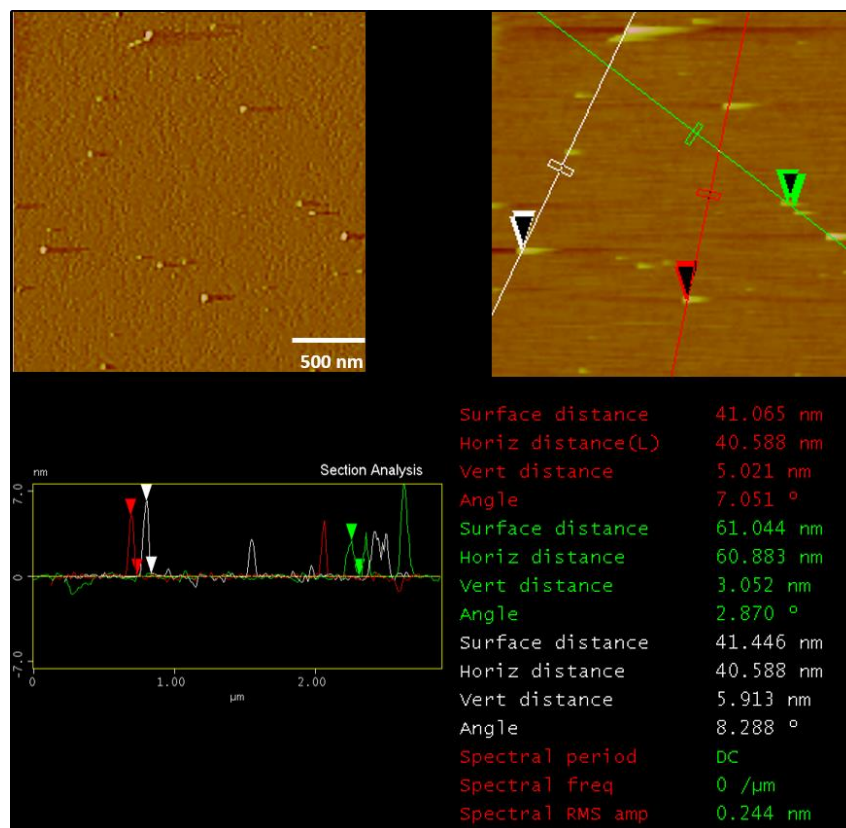 500 nm
Section Analysis
nm
7.0
0
-7.0
0 1.00 2.00
µm
Surface distance 41.065 nm
Horiz distance(L) 40.588 nm
Vert distance 5.021 nm
Angle 7.051 °
Surface distance 61.044 nm
Horiz distance 60.883 nm
Vert distance 3.052 nm
Angle 2.870 °
Surface distance 41.446 nm
Horiz distance 40.588 nm
Vert distance 5.913 nm
Angle 8.288 °
Spectral period DC
Spectral freq 0 /µm
Spectral RMS amp 0.244 nm